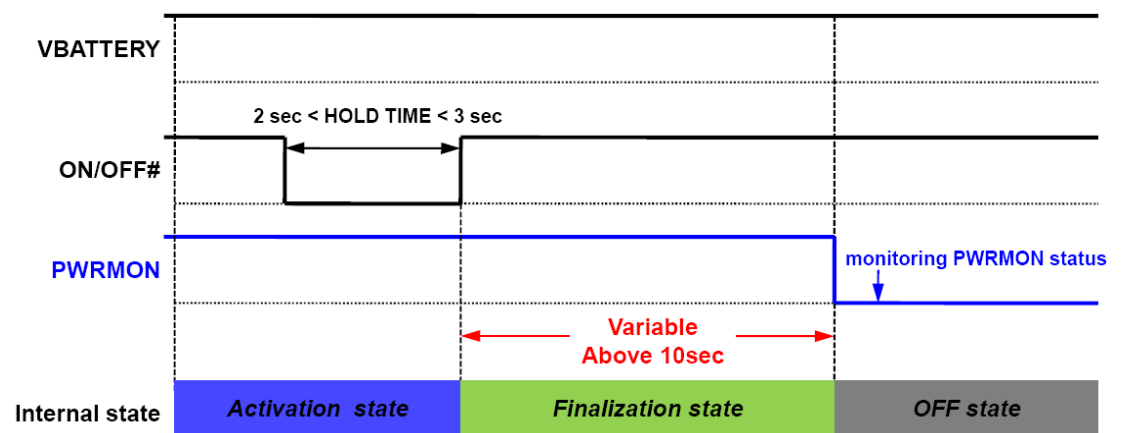 VBATTERY
2 sec < HOLD TIME < 3 sec
ON/OFF#
PWRMON
monitoring PWRMON status
Variable
Above 10sec
Internal state
Activation state
Finalization state
OFF state